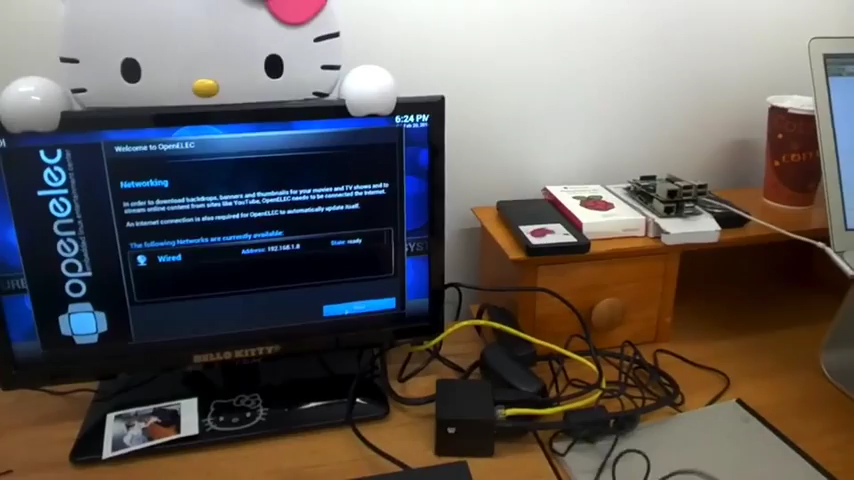 6:24 PM
Welcome to OpenELEC
Networking
In order to download backdrops, banners and thumbnails for your movies and TV shows and to
stream online content from sites like YouTube, OpenELEC needs to be connected the Internet.
An Internet connection is also required for OpenELEC to automatically update itself.
The following Networks are currently available:
Wired
Address: 192.168.1.8
State: ready
openelec
HELLO KITTY